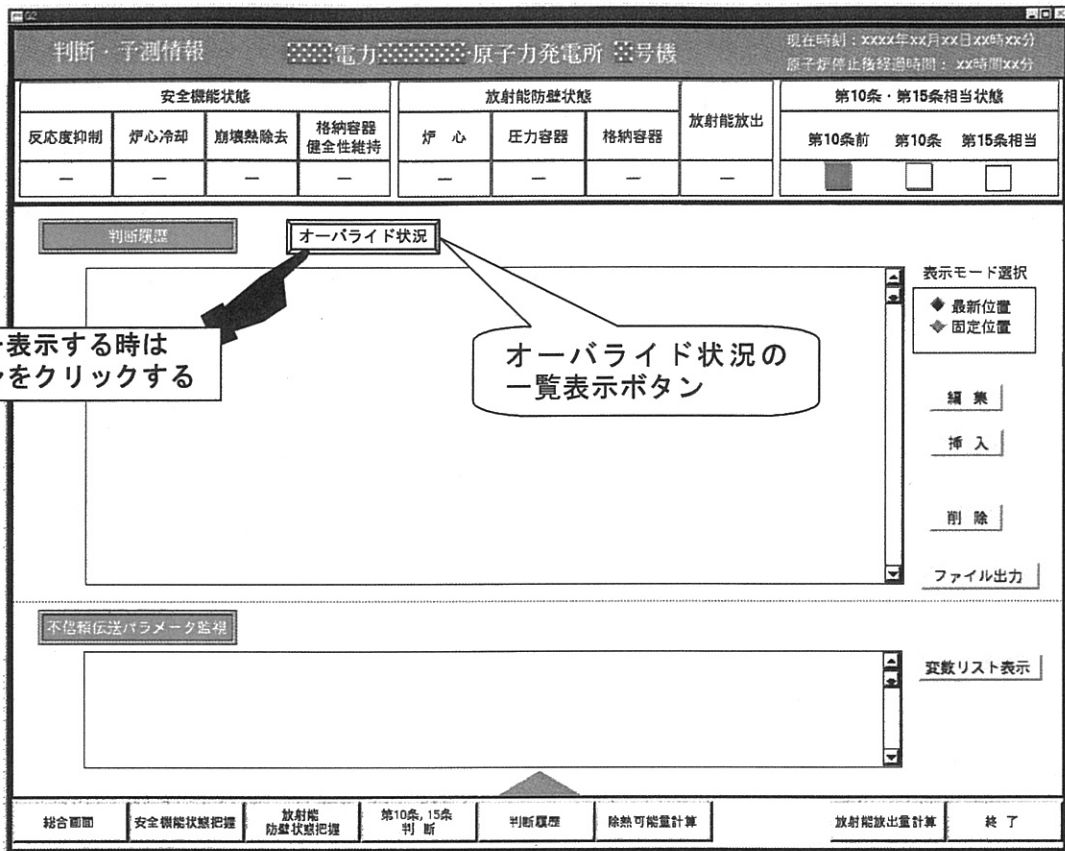 G2
判断・予測情報 電力 原子力発電所 号機
現在時刻：xxxx年xx月xx日xx時xx分
原子炉停止後経過時間： xx時間xx分
安全機能状態
放射能防壁状態
放射能放出
第10条・第15条相当状態
反応度抑制 炉心冷却 崩壊熱除去 格納容器
健全性維持
炉 心 圧力容器 格納容器
第10条前 第10条 第15条相当
－ － － － － － － －
判断履歴
オーバライド状況
表示モード選択
最新位置
固定位置
表示する時は
をクリックする
オーバライド状況の
一覧表示ボタン
編 集
挿 入
削 除
ファイル出力
不信頼伝送パラメータ監視
変数リスト表示
総合画面
安全機能状態把握
放射能
防壁状態把握
第10条,15条
判 断
判断履歴
除熱可能量計算
放射能放出量計算
終 了